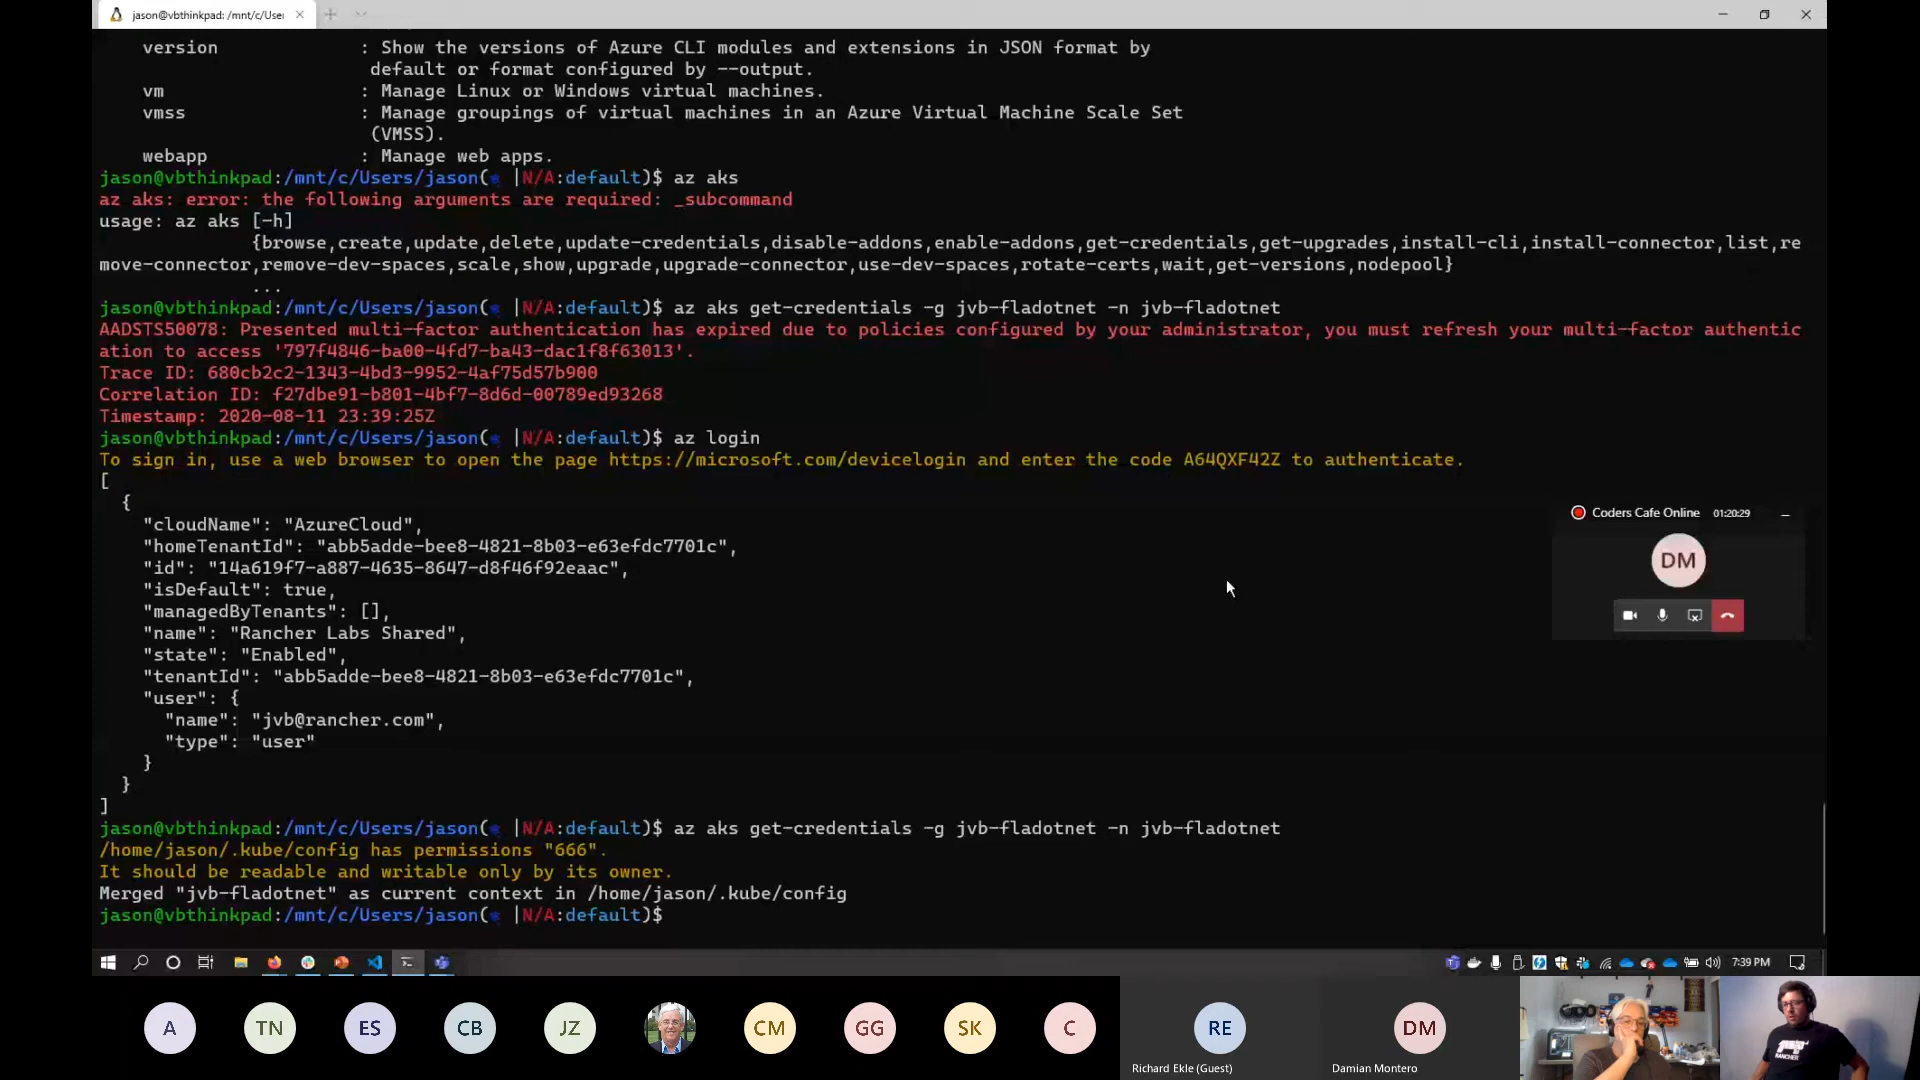 jason@vbthinkpad: /mnt/c/User
version : Show the versions of Azure CLI modules and extensions in JSON format by
default or format configured by --output.
vm : Manage Linux or Windows virtual machines.
vmss : Manage groupings of virtual machines in an Azure Virtual Machine Scale Set
(VMSS).
webapp : Manage web apps.
jason@vbthinkpad:/mnt/c/Users/jason(⎈ |N/A:default)$ az aks
az aks: error: the following arguments are required: _subcommand
usage: az aks [-h]
{browse,create,update,delete,update-credentials,disable-addons,enable-addons,get-credentials,get-upgrades,install-cli,install-connector,list,re
move-connector,remove-dev-spaces,scale,show,upgrade,upgrade-connector,use-dev-spaces,rotate-certs,wait,get-versions,nodepool}
...
jason@vbthinkpad:/mnt/c/Users/jason(⎈ |N/A:default)$ az aks get-credentials -g jvb-fladotnet -n jvb-fladotnet
AADSTS50078: Presented multi-factor authentication has expired due to policies configured by your administrator, you must refresh your multi-factor authentic
ation to access '797f4846-ba00-4fd7-ba43-dac1f8f63013'.
Trace ID: 680cb2c2-1343-4bd3-9952-4af75d57b900
Correlation ID: f27dbe91-b801-4bf7-8d6d-00789ed93268
Timestamp: 2020-08-11 23:39:25Z
jason@vbthinkpad:/mnt/c/Users/jason(⎈ |N/A:default)$ az login
To sign in, use a web browser to open the page https://microsoft.com/devicelogin and enter the code A64QXF42Z to authenticate.
[
{
"cloudName": "AzureCloud",
"homeTenantId": "abb5adde-bee8-4821-8b03-e63efdc7701c",
"id": "14a619f7-a887-4635-8647-d8f46f92eaac",
"isDefault": true,
"managedByTenants": [],
"name": "Rancher Labs Shared",
"state": "Enabled",
"tenantId": "abb5adde-bee8-4821-8b03-e63efdc7701c",
"user": {
"name": "jvb@rancher.com",
"type": "user"
}
}
]
jason@vbthinkpad:/mnt/c/Users/jason(⎈ |N/A:default)$ az aks get-credentials -g jvb-fladotnet -n jvb-fladotnet
/home/jason/.kube/config has permissions "666".
It should be readable and writable only by its owner.
Merged "jvb-fladotnet" as current context in /home/jason/.kube/config
jason@vbthinkpad:/mnt/c/Users/jason(⎈ |N/A:default)$
Coders Cafe Online 01:20:29
DM
7:39 PM
A TN ES CB JZ CM GG SK C RE DM
Richard Ekle (Guest) Damian Montero
RANCHER